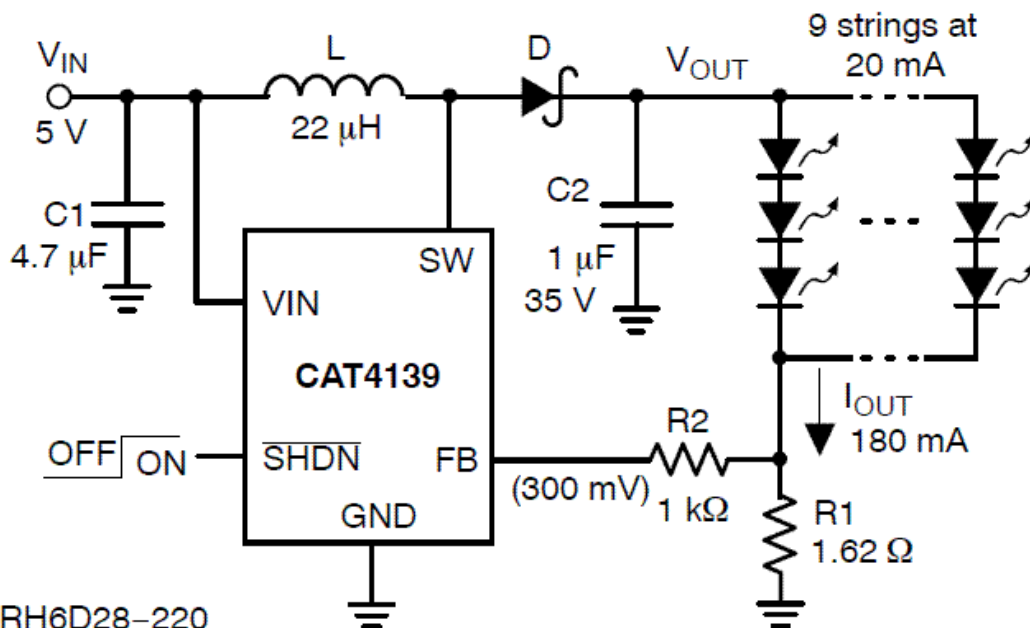 9 strings at
20 mA
VIN
5 V
L
22 μH
D
VOUT
C1
4.7 μF
C2
1 μF
35 V
SW
VIN
CAT4139
SHDN
FB
GND
OFF ON
(300 mV)
R2
1 kΩ
IOUT
180 mA
R1
1.62 Ω
RH6D28−220